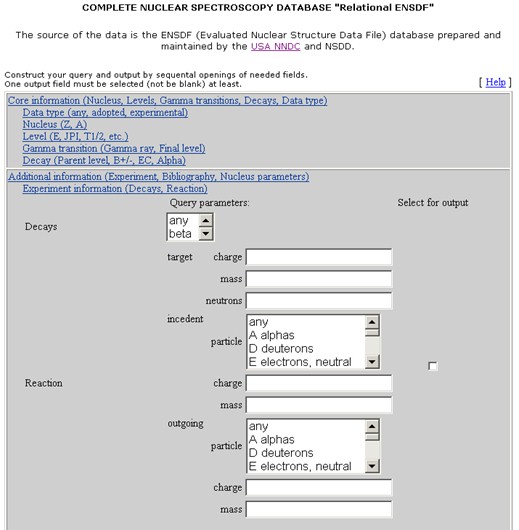 COMPLETE NUCLEAR SPECTROSCOPY DATABASE "Relational ENSDF"
The source of the data is the ENSDF (Evaluated Nuclear Structure Data File) database prepared and
maintained by the USA NNDC and NSDD.
Construct your query and output by sequental openings of needed fields.
One output field must be selected (not be blank) at least.
[ Help ]
Core information (Nucleus, Levels, Gamma transitions, Decays, Data type)
Data type (any, adopted, experimental)
Nucleus (Z, A)
Level (E, JPI, T1/2, etc.)
Gamma transition (Gamma ray, Final level)
Decay (Parent level, B+/-, EC, Alpha)
Additional information (Experiment, Bibliography, Nucleus parameters)
Experiment information (Decays, Reaction)
Query parameters: Select for output
Decays
any
beta
target charge
mass
neutrons
incedent
particle
any
A alphas
D deuterons
E electrons, neutral
Reaction
charge
mass
outgoing
particle
any
A alphas
D deuterons
E electrons, neutral
charge
mass